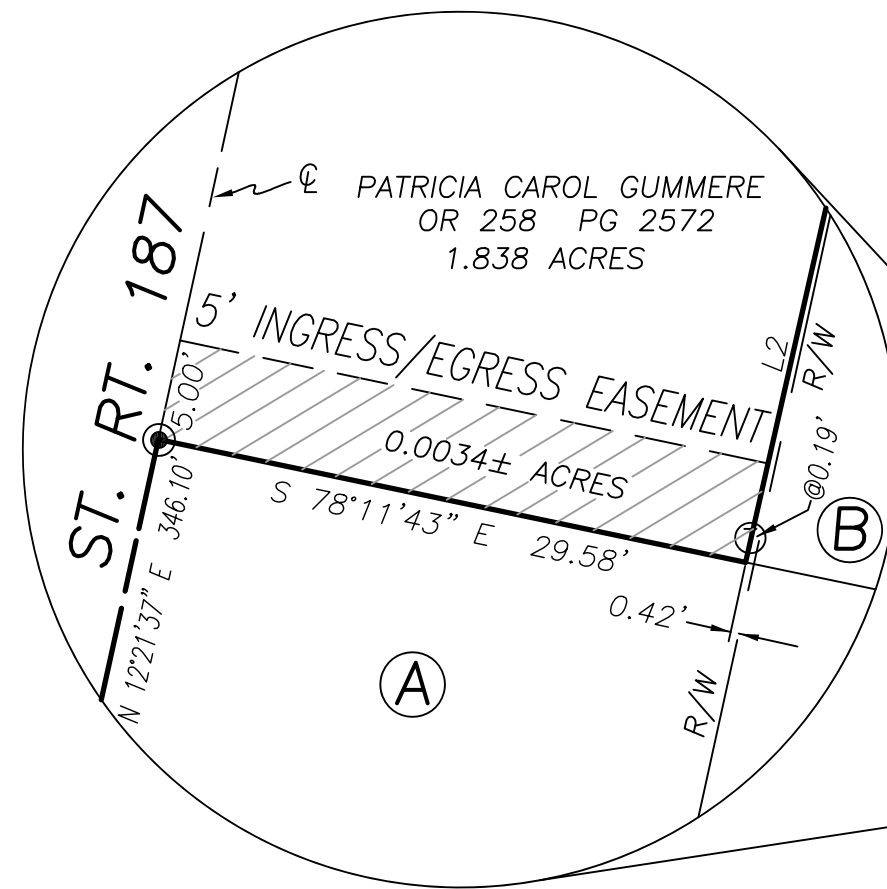 ℄
PATRICIA CAROL GUMMERE
OR 258 PG 2572
1.838 ACRES
ST. RT. 187
5' INGRESS/EGRESS EASEMENT
5.00'
0.0034± ACRES
L2
R/W
@0.19'
B
S 78°11'43" E 29.58'
N 12°21'37" E 346.10'
0.42'
A
R/W